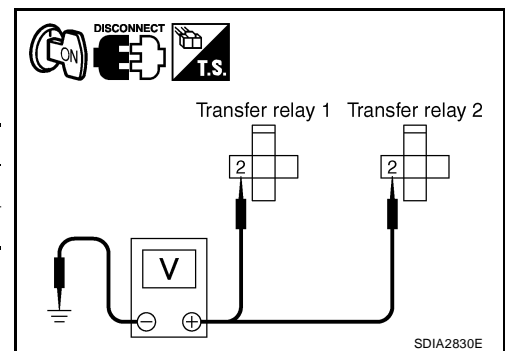 DISCONNECT
ON
T.S.
Transfer relay 1 Transfer relay 2
2 2
V
SDIA2830E